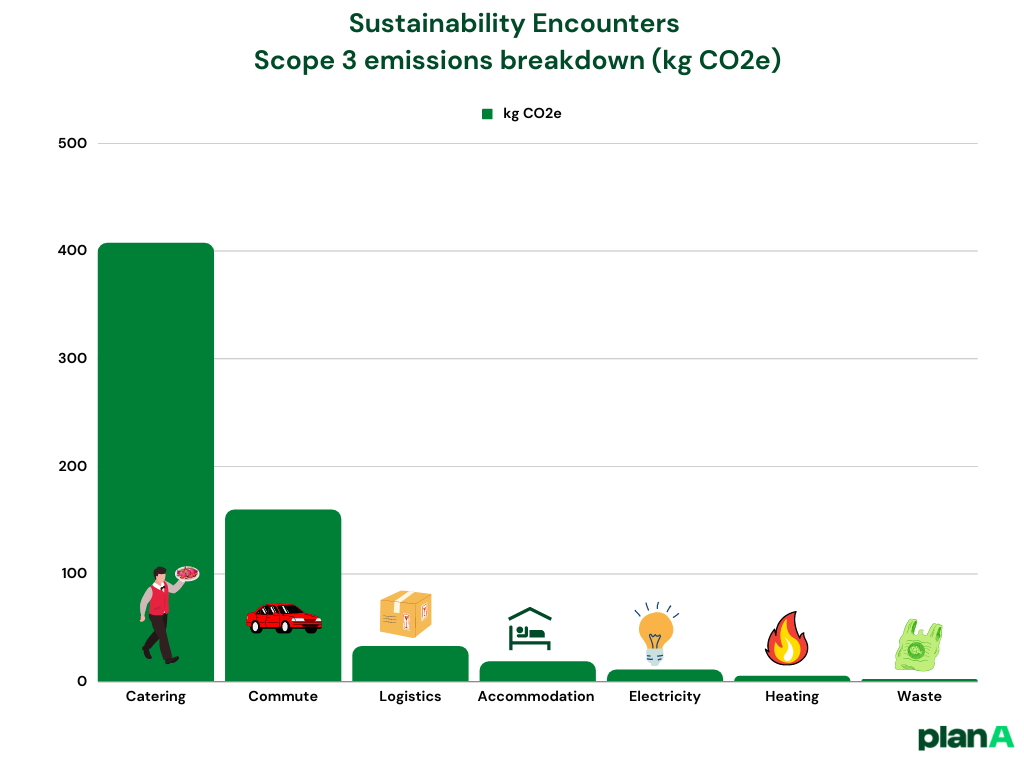 Sustainability Encounters
Scope 3 emissions breakdown (kg CO2e)
kg CO2e
500
400
300
200
100
0
Catering Commute Logistics Accommodation Electricity Heating Waste
planA